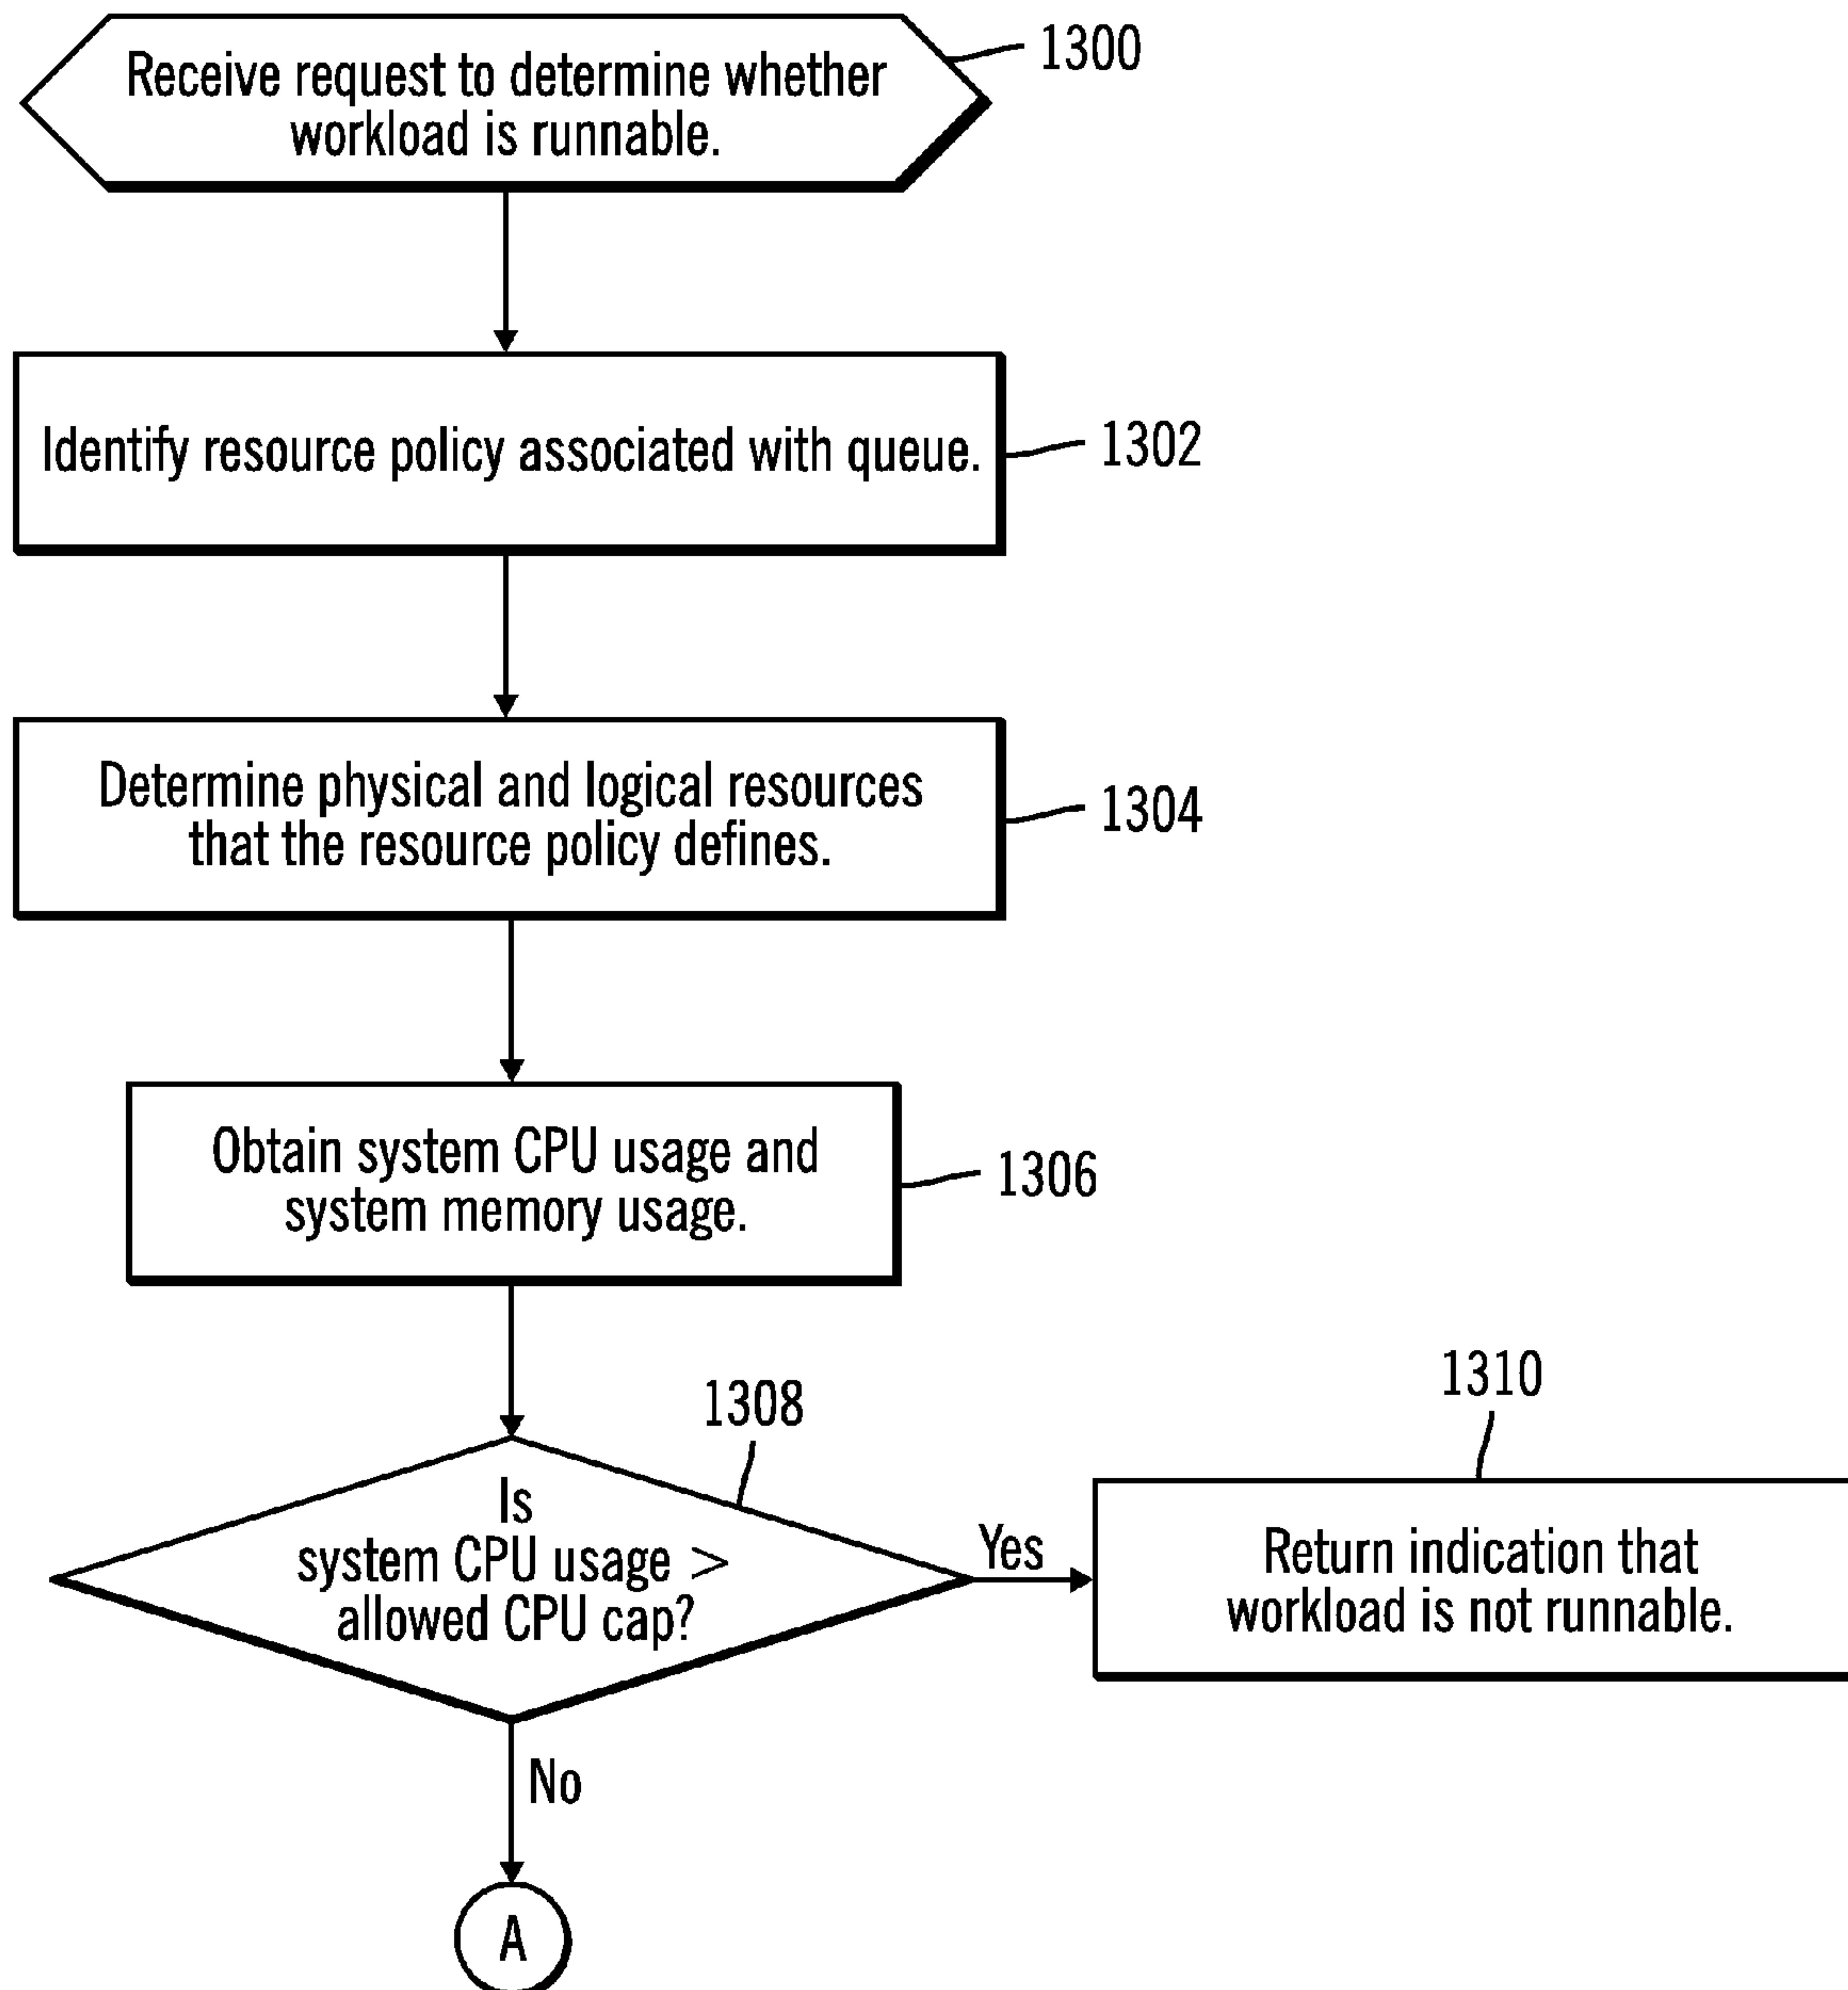 Receive request to determine whether
workload is runnable.
1300
Identify resource policy associated with queue.
1302
Determine physical and logical resources
that the resource policy defines.
1304
Obtain system CPU usage and
system memory usage.
1306
1308
Is
system CPU usage >
allowed CPU cap?
Yes
1310
Return indication that
workload is not runnable.
No
A